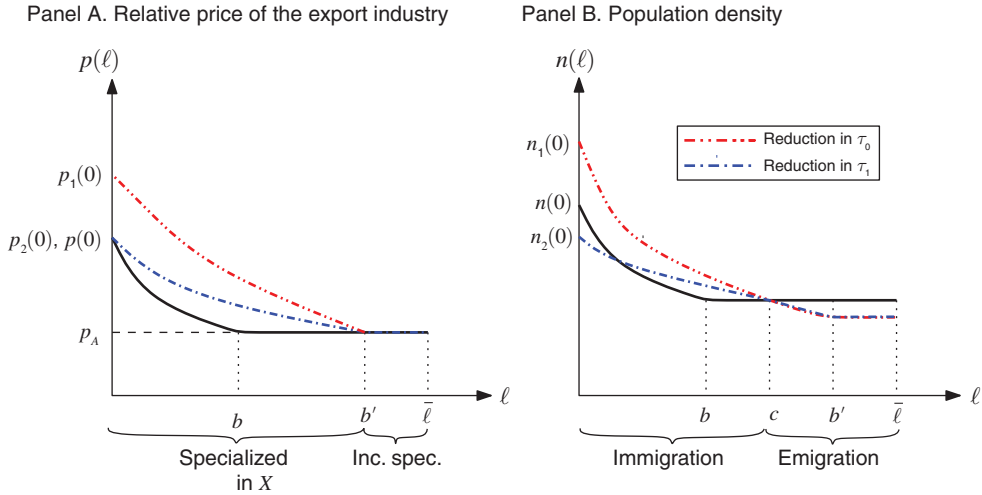 Panel A. Relative price of the export industry
p(ℓ)
p₁(0)
p₂(0), p(0)
p_A
b
b′
ℓ̄
ℓ
Specialized
in X
Inc. spec.
Panel B. Population density
n(ℓ)
n₁(0)
n(0)
n₂(0)
Reduction in τ₀
Reduction in τ₁
b
c
b′
ℓ̄
ℓ
Immigration
Emigration